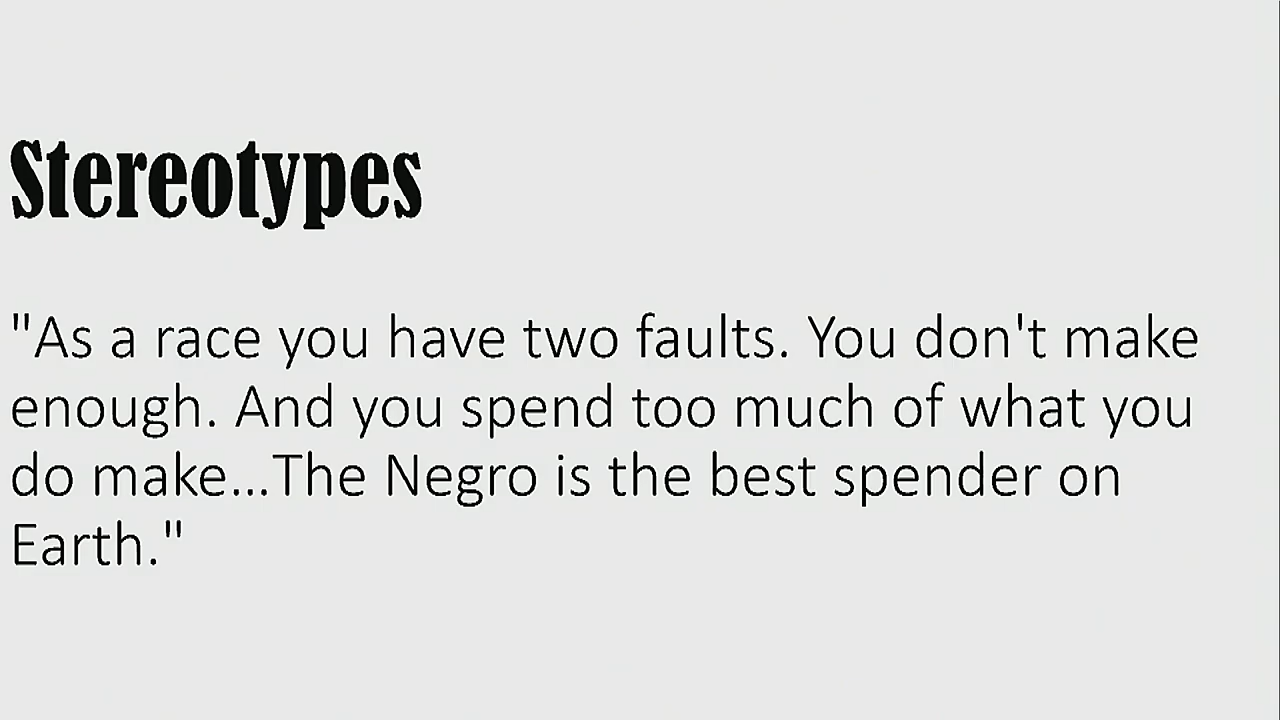 Stereotypes
"As a race you have two faults. You don't make
enough. And you spend too much of what you
do make...The Negro is the best spender on
Earth."